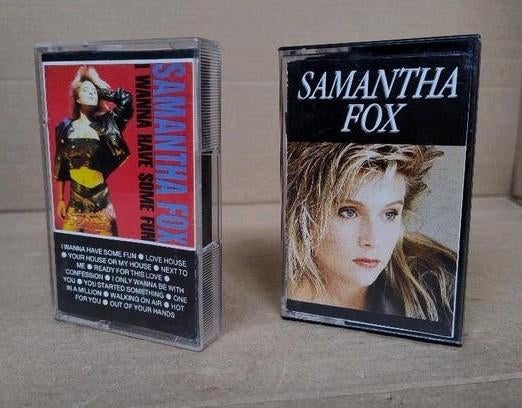 SAMANTHA FOX
I WANNA HAVE SOME FUN
I WANNA HAVE SOME FUN ● LOVE HOUSE
● YOUR HOUSE OR MY HOUSE ● NEXT TO
ME ● READY FOR THIS LOVE ●
CONFESSION ● I ONLY WANNA BE WITH
YOU ● YOU STARTED SOMETHING ● ONE
IN A MILLION ● WALKING ON AIR ● HOT
FOR YOU ● OUT OF YOUR HANDS
SAMANTHA
FOX